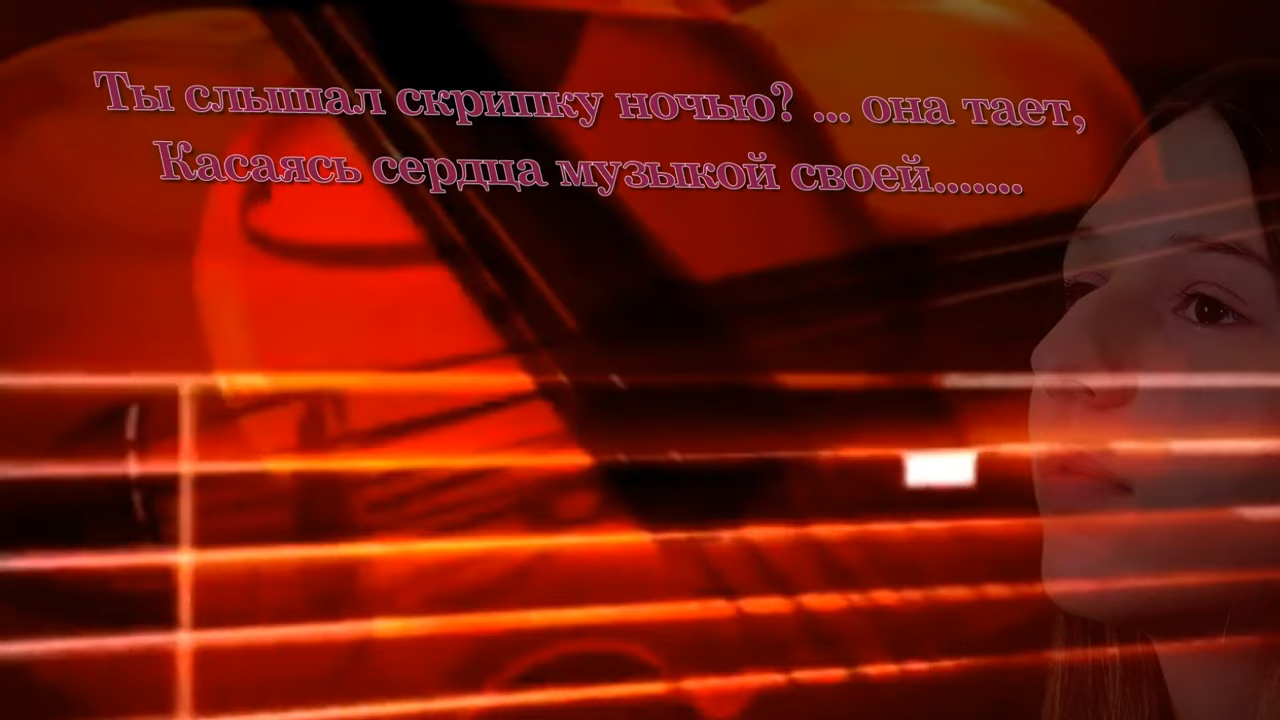 Ты слышал скрипку ночью? ... она тает,
Касаясь сердца музыкой своей.......